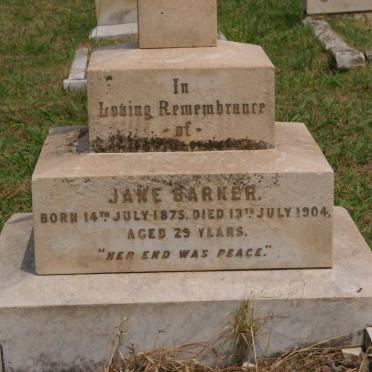 In
Loving Remembrance
- of -
JANE BARKER.
BORN 14TH JULY 1875. DIED 13TH JULY 1904.
AGED 29 YEARS.
"HER END WAS PEACE."